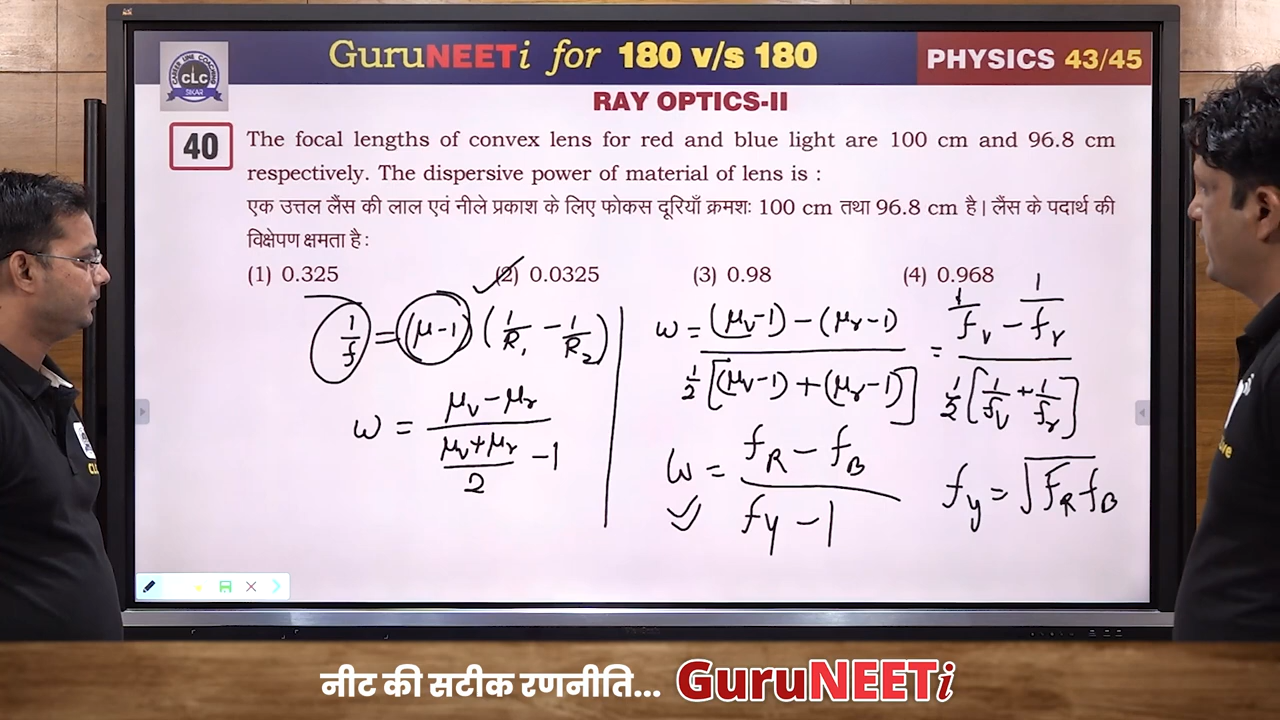 GuruNEETi for 180 v/s 180
PHYSICS 43/45
CAREER LINE COACHING
CLC
SIKAR
RAY OPTICS-II
40
The focal lengths of convex lens for red and blue light are 100 cm and 96.8 cm
respectively. The dispersive power of material of lens is :
एक उत्तल लैंस की लाल एवं नीले प्रकाश के लिए फोकस दूरियाँ क्रमशः 100 cm तथा 96.8 cm है। लैंस के पदार्थ की
विक्षेपण क्षमता है :
(1) 0.325 (2) 0.0325 (3) 0.98 (4) 0.968
1/f = (μ-1) (1/R₁ - 1/R₂)
ω = (μv - μr) / ((μv + μr)/2 - 1)
ω = ((μv-1) - (μr-1)) / (1/2 [(μv-1) + (μr-1)]) = (1/fv - 1/fr) / (1/2 [1/fv + 1/fr])
ω = (fR - fB) / (fy - 1)
fy = √(fR fB)
नीट की सटीक रणनीति... GuruNEETi